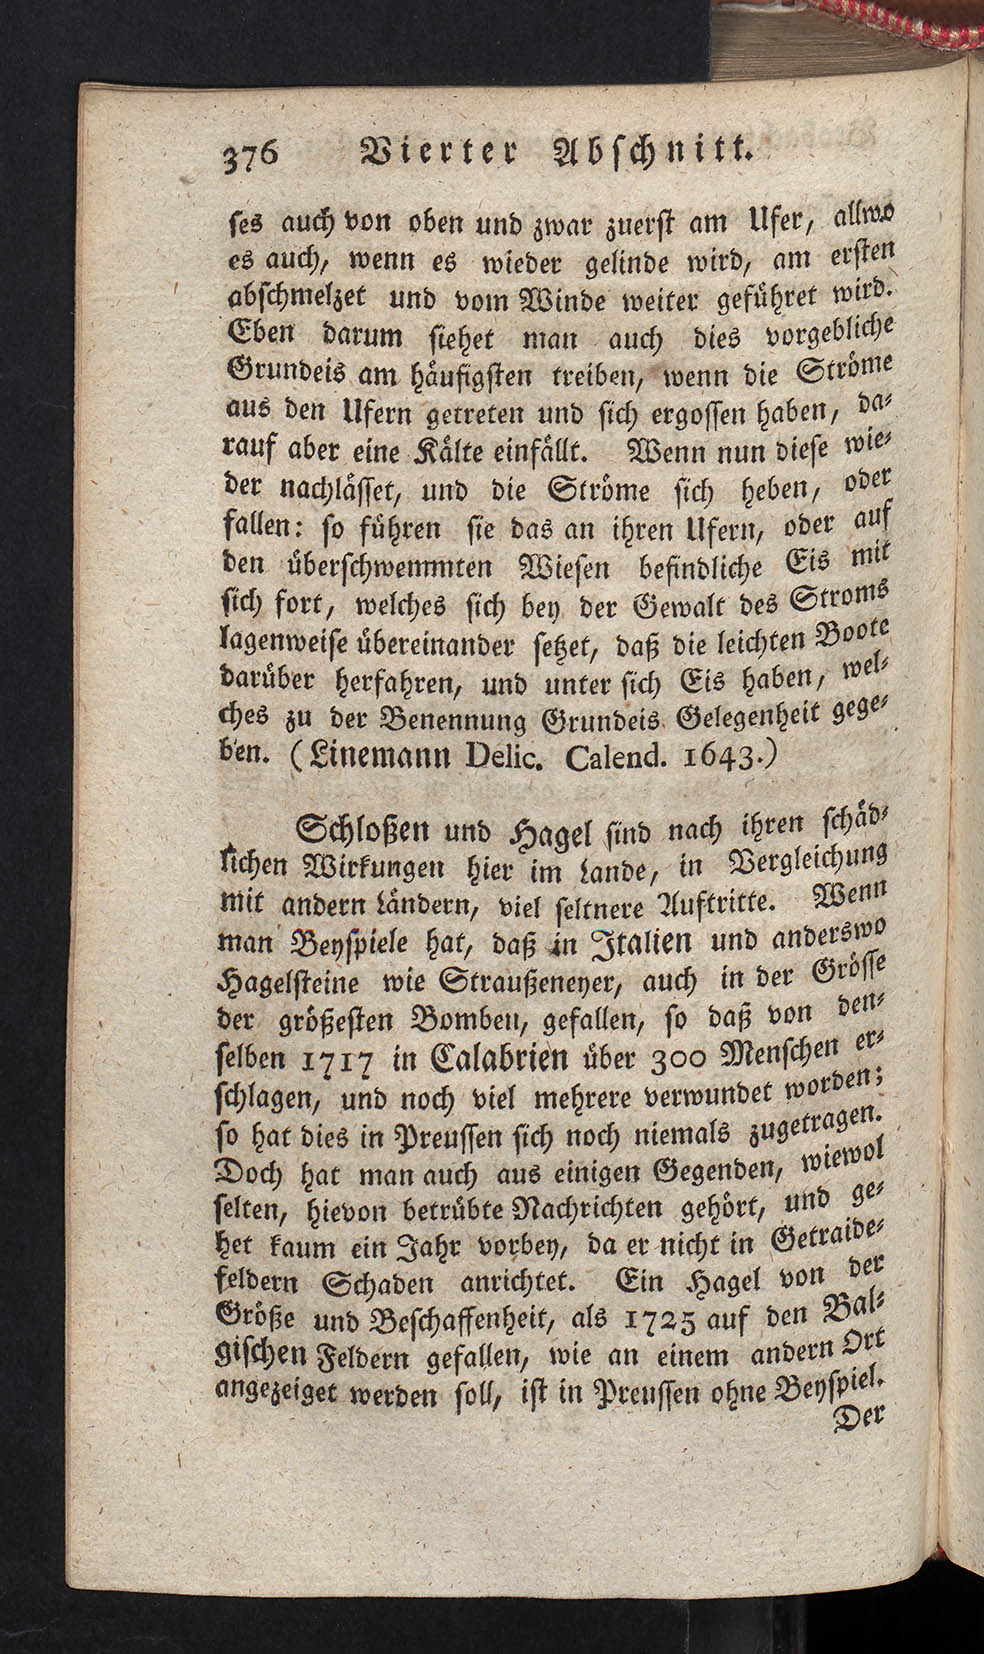 376 Vierter Abschnitt.
ses auch von oben und zwar zuerst am Ufer, allwo
es auch, wenn es wieder gelinde wird, am ersten
abschmelzet und vom Winde weiter geführet wird.
Eben darum siehet man auch dies vorgebliche
Grundeis am häufigsten treiben, wenn die Ströme
aus den Ufern getreten und sich ergossen haben, da-
rauf aber eine Kälte einfällt. Wenn nun diese wie-
der nachlässet, und die Ströme sich heben, oder
fallen: so führen sie das an ihren Ufern, oder auf
den überschwemmten Wiesen befindliche Eis mit
sich fort, welches sich bey der Gewalt des Stroms
lagenweise übereinander setzet, daß die leichten Boote
darüber herfahren, und unter sich Eis haben, wel-
ches zu der Benennung Grundeis Gelegenheit gege-
ben. (Linemann Delic. Calend. 1643.)
Schloßen und Hagel sind nach ihren schäd-
lichen Wirkungen hier im Lande, in Vergleichung
mit andern Ländern, viel seltnere Auftritte. Wenn
man Beyspiele hat, daß in Italien und anderswo
Hagelsteine wie Straußeneyer, auch in der Grösse
der größesten Bomben, gefallen, so daß von den-
selben 1717 in Calabrien über 300 Menschen er-
schlagen, und noch viel mehrere verwundet worden;
so hat dies in Preussen sich noch niemals zugetragen.
Doch hat man auch aus einigen Gegenden, wiewol
selten, hievon betrübte Nachrichten gehört, und ge-
het kaum ein Jahr vorbey, da er nicht in Getraide-
feldern Schaden anrichtet. Ein Hagel von der
Größe und Beschaffenheit, als 1725 auf den Bal-
gischen Feldern gefallen, wie an einem andern Ort
angezeiget werden soll, ist in Preussen ohne Beyspiel.
Der